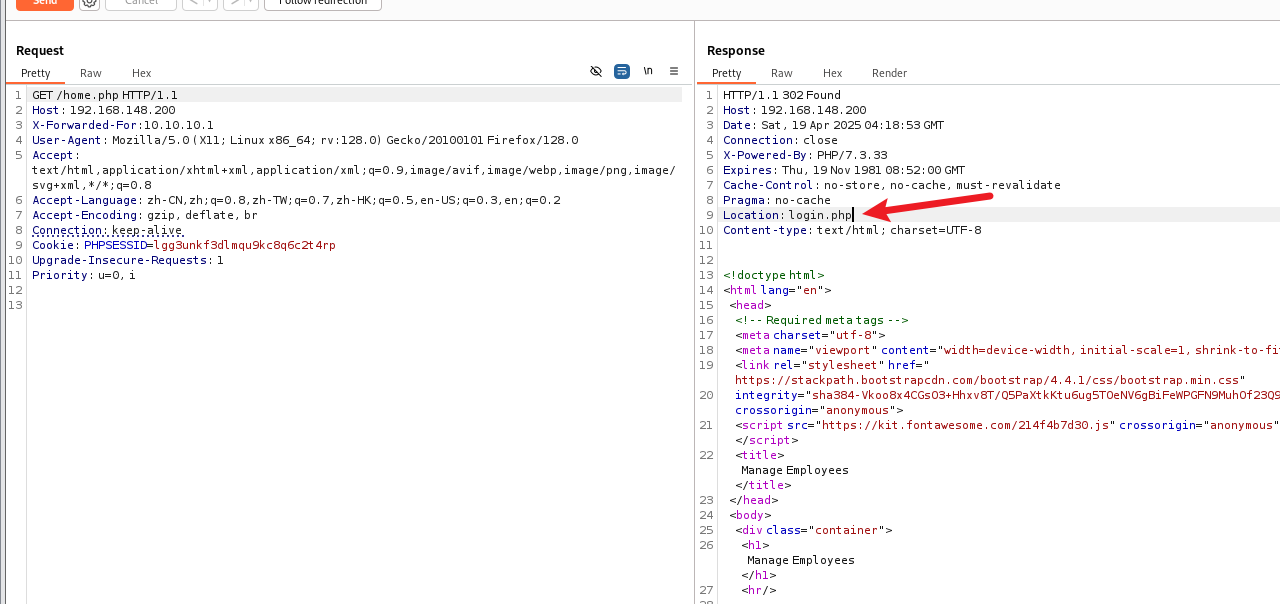 Send
Cancel
Follow redirection
Request
Pretty Raw Hex
\n
1 GET /home.php HTTP/1.1
2 Host: 192.168.148.200
3 X-Forwarded-For:10.10.10.1
4 User-Agent: Mozilla/5.0 (X11; Linux x86_64; rv:128.0) Gecko/20100101 Firefox/128.0
5 Accept:
text/html,application/xhtml+xml,application/xml;q=0.9,image/avif,image/webp,image/png,image/
svg+xml,*/*;q=0.8
6 Accept-Language: zh-CN,zh;q=0.8,zh-TW;q=0.7,zh-HK;q=0.5,en-US;q=0.3,en;q=0.2
7 Accept-Encoding: gzip, deflate, br
8 Connection: keep-alive
9 Cookie: PHPSESSID=lgg3unkf3dlmqu9kc8q6c2t4rp
10 Upgrade-Insecure-Requests: 1
11 Priority: u=0, i
12
13
Response
Pretty Raw Hex Render
1 HTTP/1.1 302 Found
2 Host: 192.168.148.200
3 Date: Sat, 19 Apr 2025 04:18:53 GMT
4 Connection: close
5 X-Powered-By: PHP/7.3.33
6 Expires: Thu, 19 Nov 1981 08:52:00 GMT
7 Cache-Control: no-store, no-cache, must-revalidate
8 Pragma: no-cache
9 Location: login.php
10 Content-type: text/html; charset=UTF-8
11
12
13 <!doctype html>
14 <html lang="en">
15 <head>
16 <!-- Required meta tags -->
17 <meta charset="utf-8">
18 <meta name="viewport" content="width=device-width, initial-scale=1, shrink-to-fi
19 <link rel="stylesheet" href="
https://stackpath.bootstrapcdn.com/bootstrap/4.4.1/css/bootstrap.min.css"
20 integrity="sha384-Vkoo8x4CGsO3+Hhxv8T/Q5PaXtkKtu6ug5TOeNV6gBiFeWPGFN9MuhOf23Q9
crossorigin="anonymous">
21 <script src="https://kit.fontawesome.com/214f4b7d30.js" crossorigin="anonymous"
</script>
22 <title>
Manage Employees
</title>
23 </head>
24 <body>
25 <div class="container">
26 <h1>
Manage Employees
</h1>
27 <hr/>